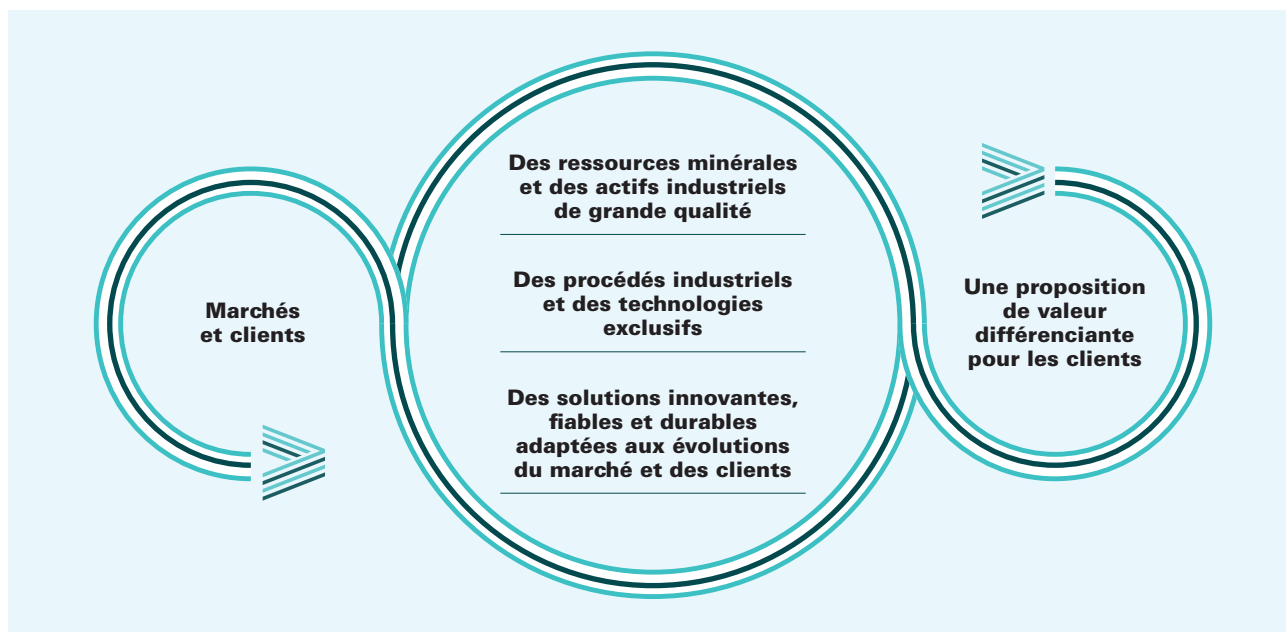 Marchés
et clients
Des ressources minérales
et des actifs industriels
de grande qualité
Des procédés industriels
et des technologies
exclusifs
Des solutions innovantes,
fiables et durables
adaptées aux évolutions
du marché et des clients
Une proposition
de valeur
différenciante
pour les clients